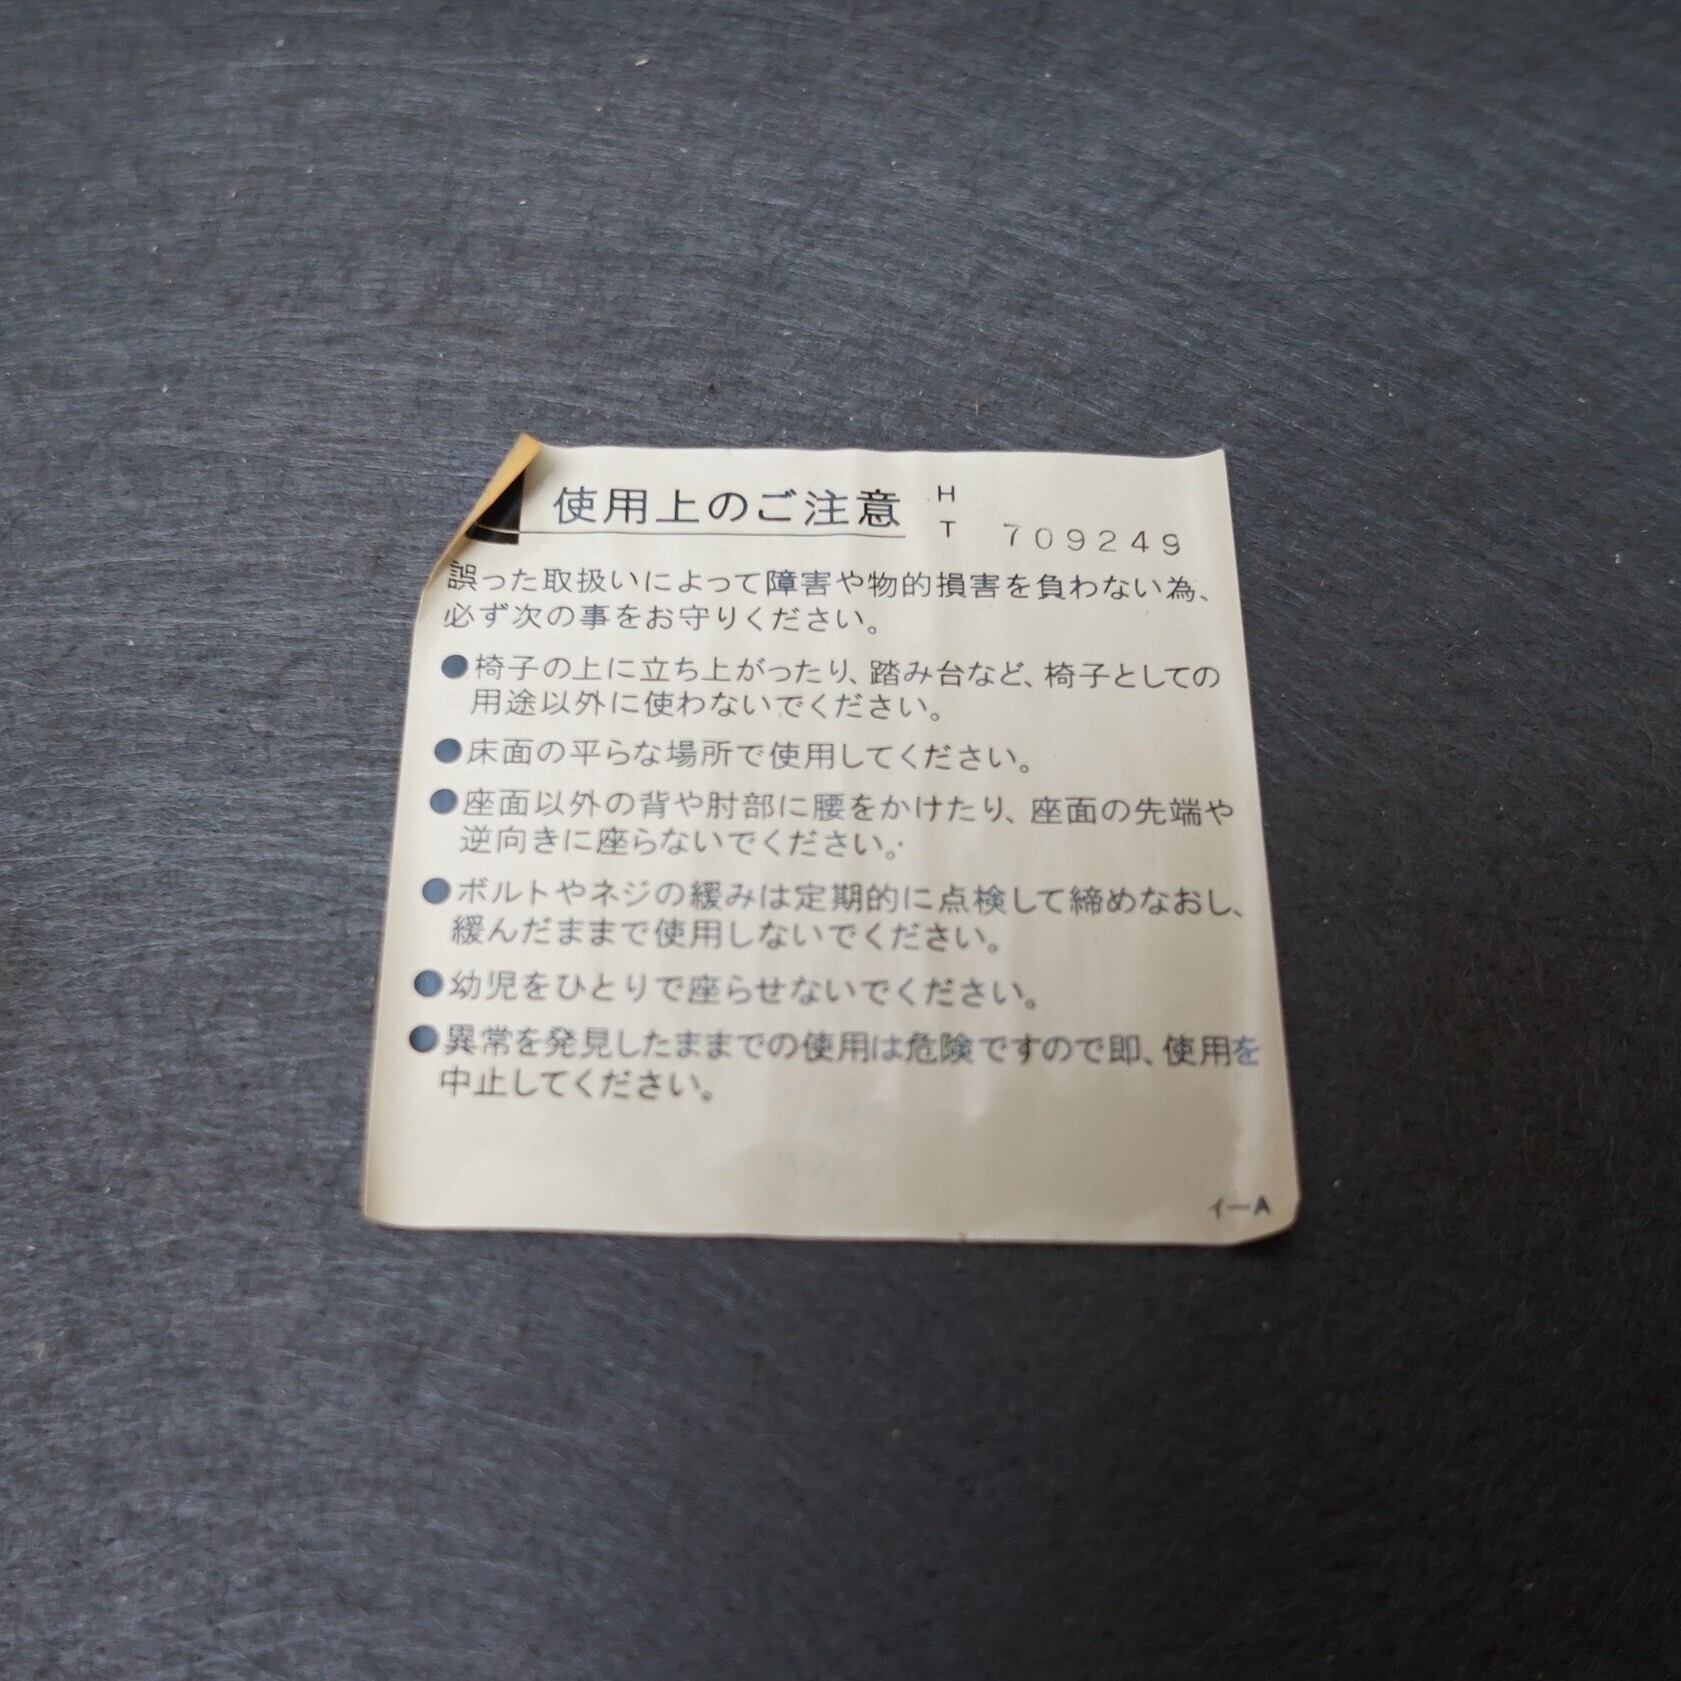 使用上のご注意
H
T 709249
誤った取扱いによって障害や物的損害を負わない為、
必ず次の事をお守りください。
●椅子の上に立ち上がったり、踏み台など、椅子としての
用途以外に使わないでください。
●床面の平らな場所で使用してください。
●座面以外の背や肘部に腰をかけたり、座面の先端や
逆向きに座らないでください。
●ボルトやネジの緩みは定期的に点検して締めなおし、
緩んだままで使用しないでください。
●幼児をひとりで座らせないでください。
●異常を発見したままでの使用は危険ですので即、使用を
中止してください。
イーA